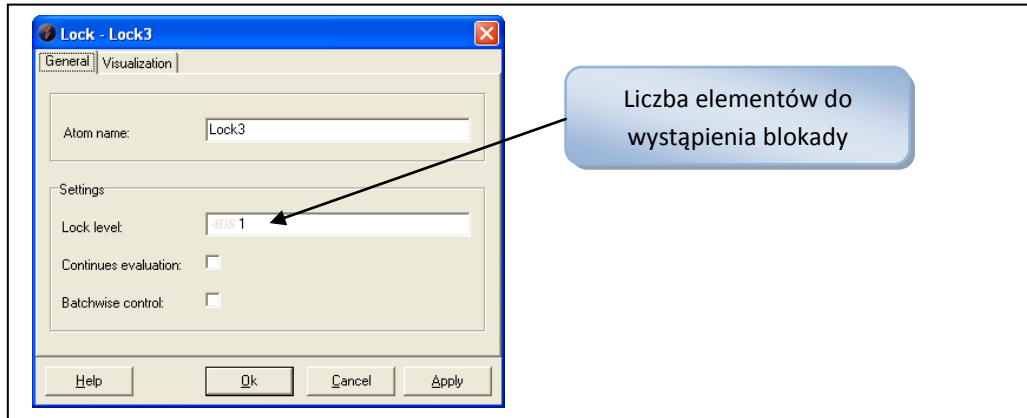 Lock - Lock3
General Visualization
Atom name: Lock3
Liczba elementów do
wystąpienia blokady
Settings
Lock level: 4DS 1
Continues evaluation:
Batchwise control:
Help Ok Cancel Apply